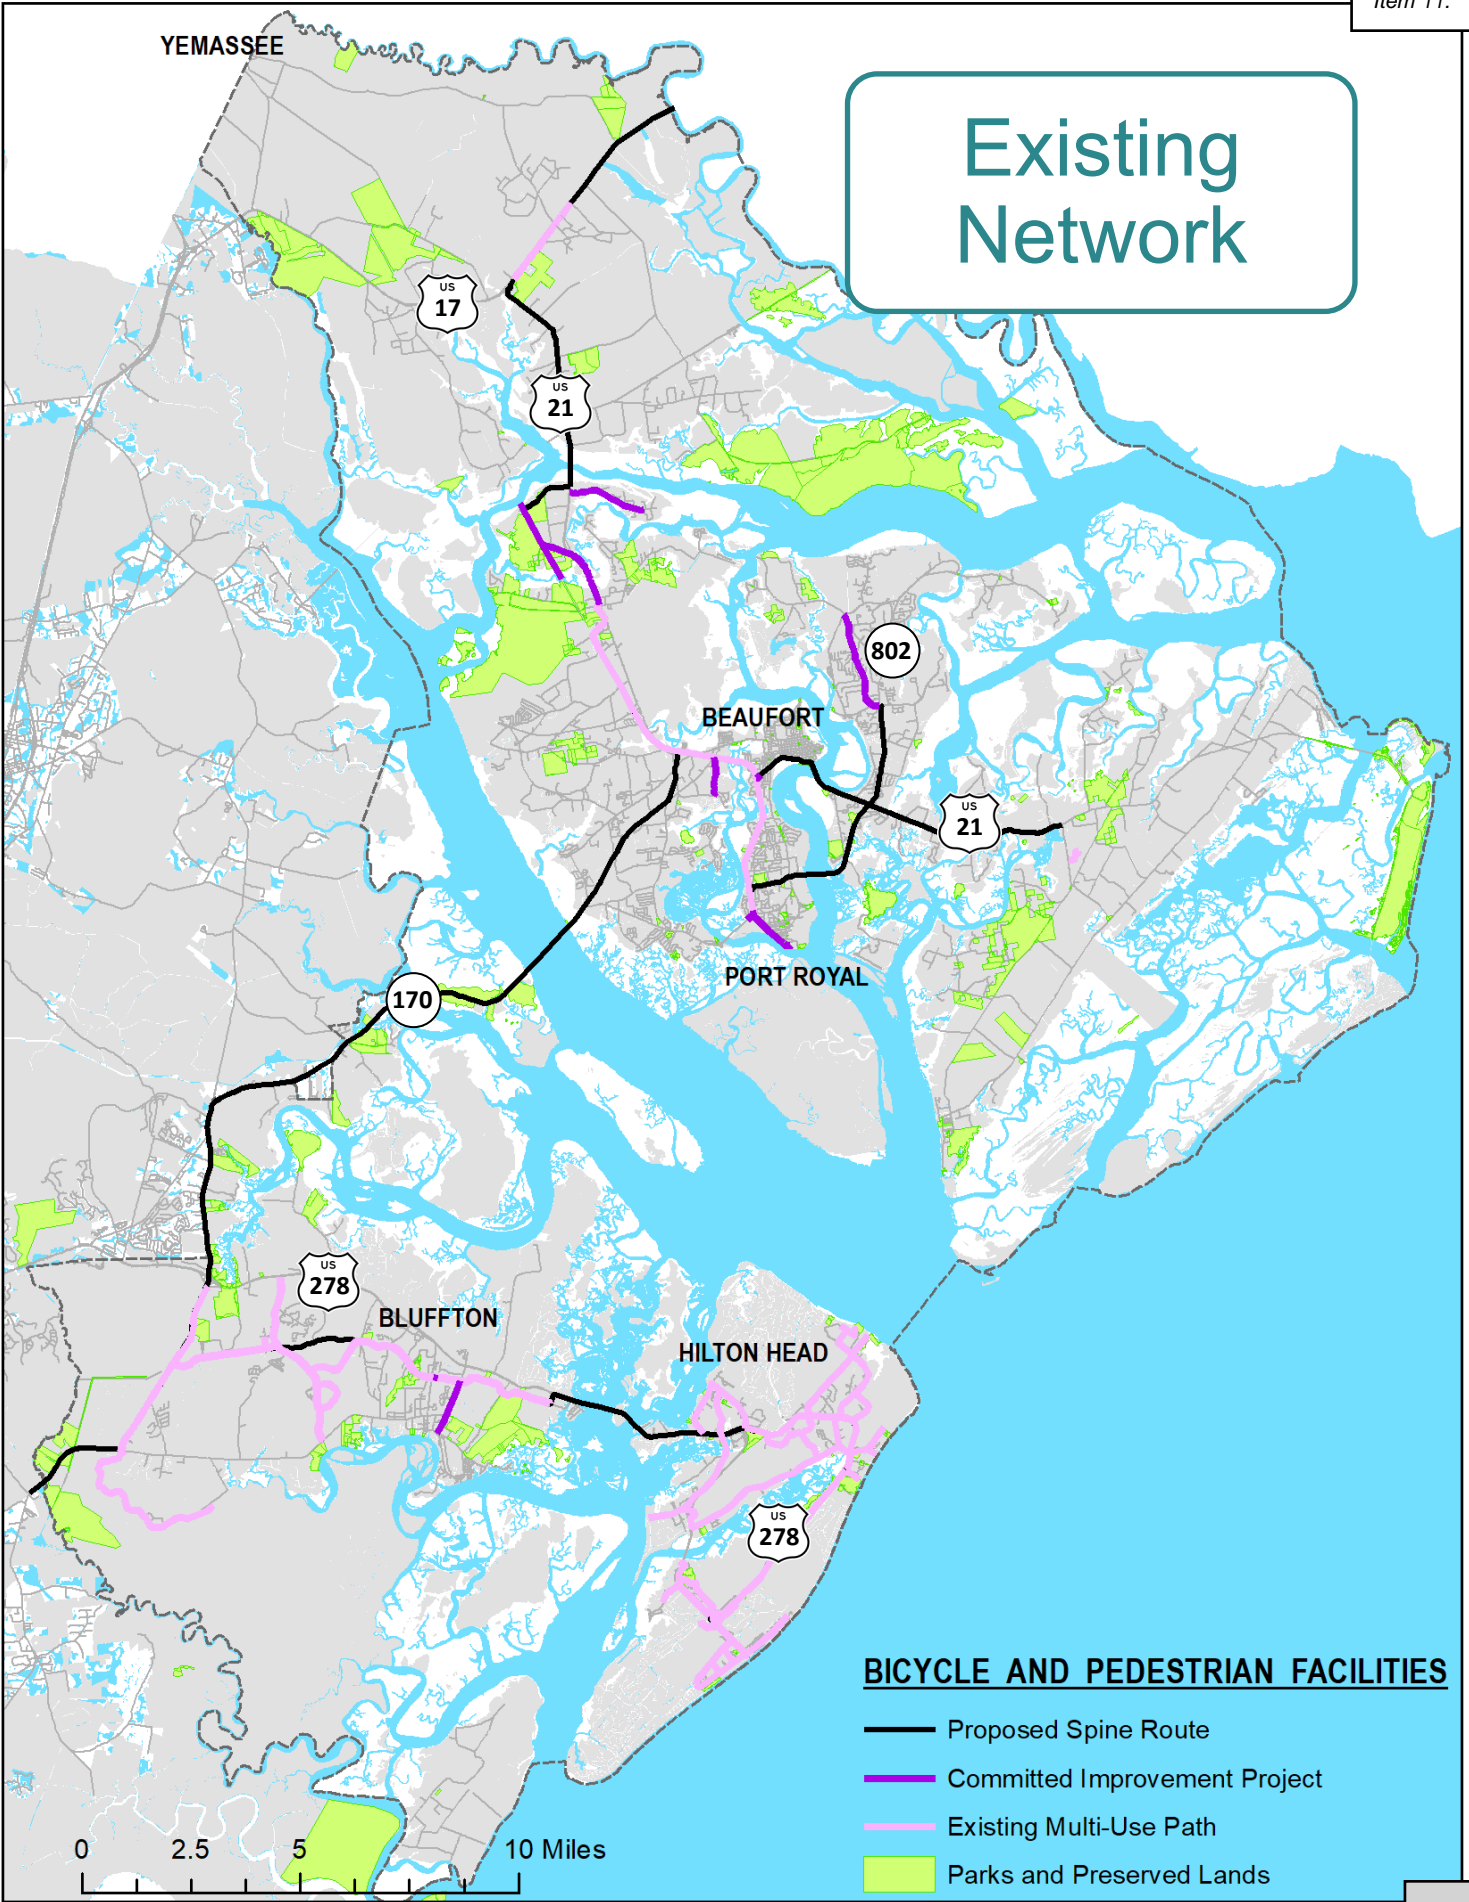 Item 11.
YEMASSEE
Existing
Network
US
17
US
21
802
BEAUFORT
US
21
PORT ROYAL
170
US
278
BLUFFTON
HILTON HEAD
US
278
BICYCLE AND PEDESTRIAN FACILITIES
Proposed Spine Route
Committed Improvement Project
Existing Multi-Use Path
Parks and Preserved Lands
0 2.5 5 10 Miles